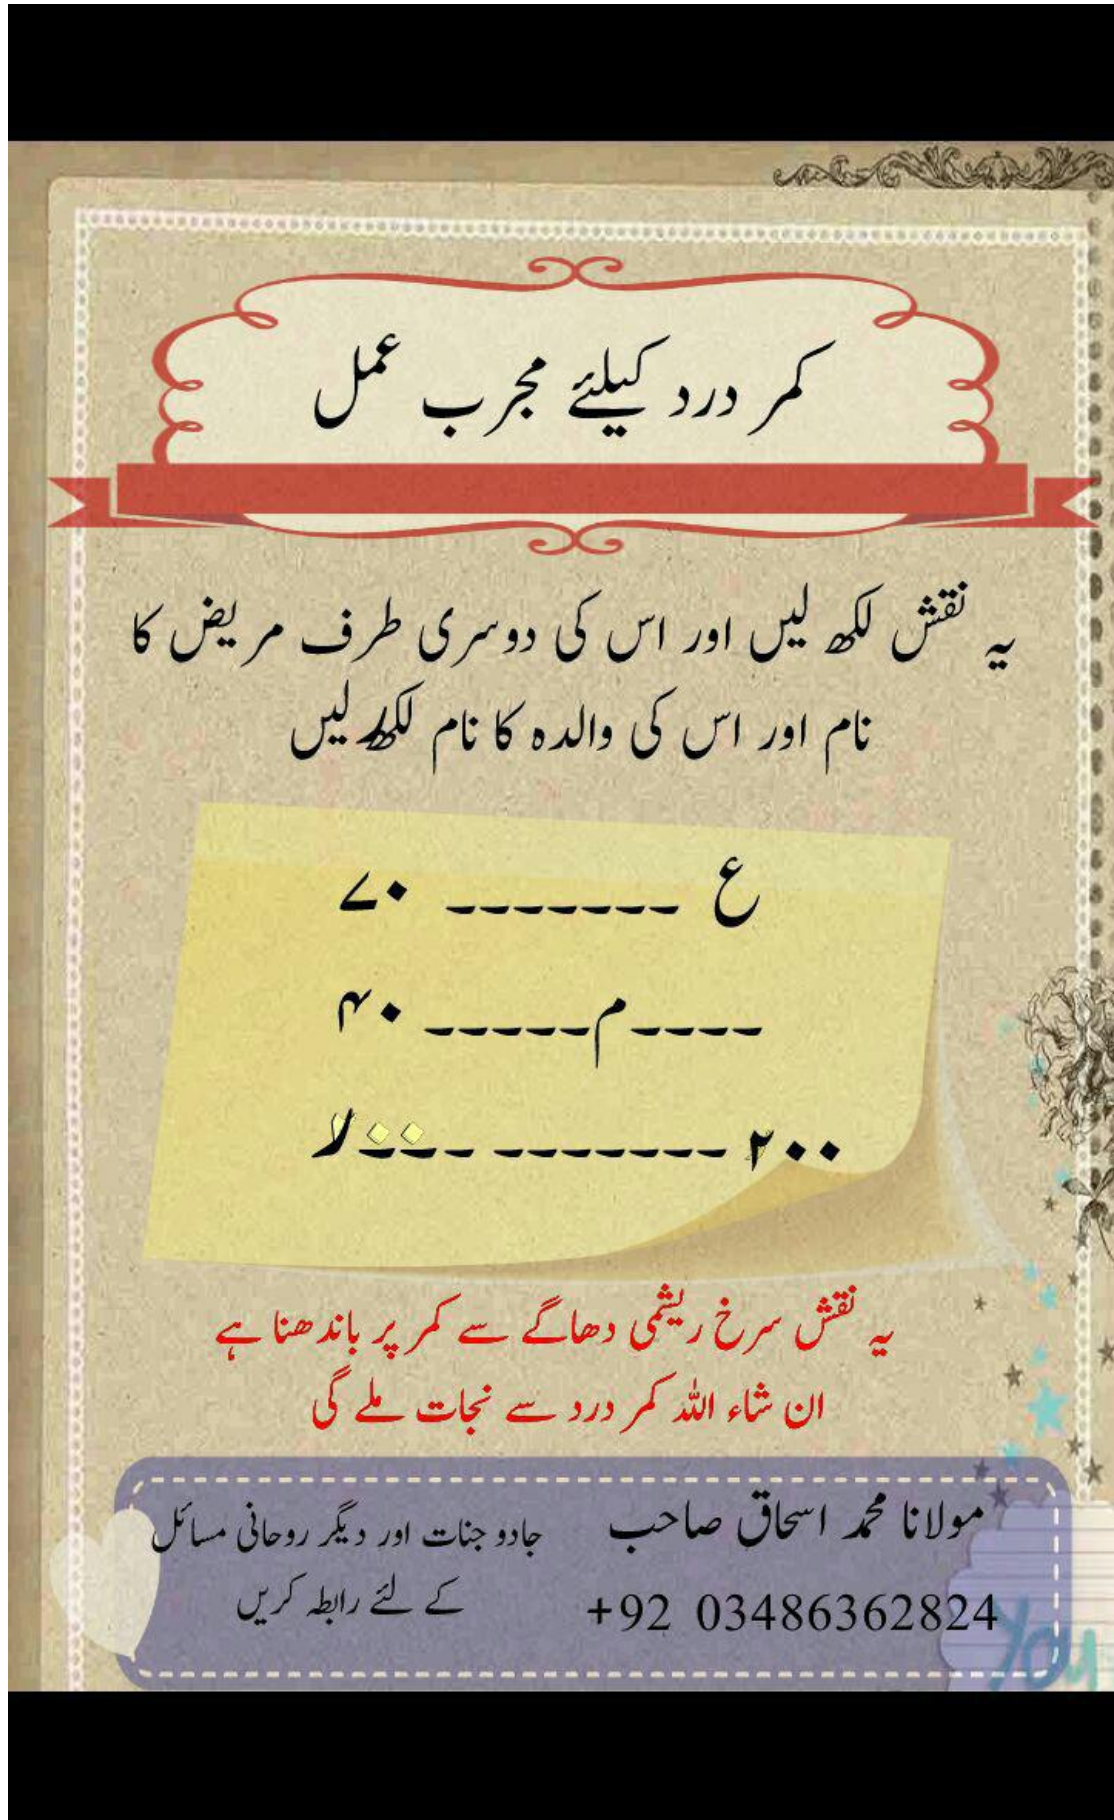 کمر درد کیلئے مجرب عمل
یہ نقش لکھ لیں اور اس کی دوسری طرف مریض کا
نام اور اس کی والدہ کا نام لکھ لیں
ع ------- ۷۰
----م----- ۴۰
۲۰۰ ---------- لا
یہ نقش سرخ ریشمی دھاگے سے کمر پر باندھنا ہے
ان شاء اللہ کمر درد سے نجات ملے گی
مولانا محمد اسحاق صاحب
+92 03486362824
جادو جنات اور دیگر روحانی مسائل
کے لئے رابطہ کریں
You